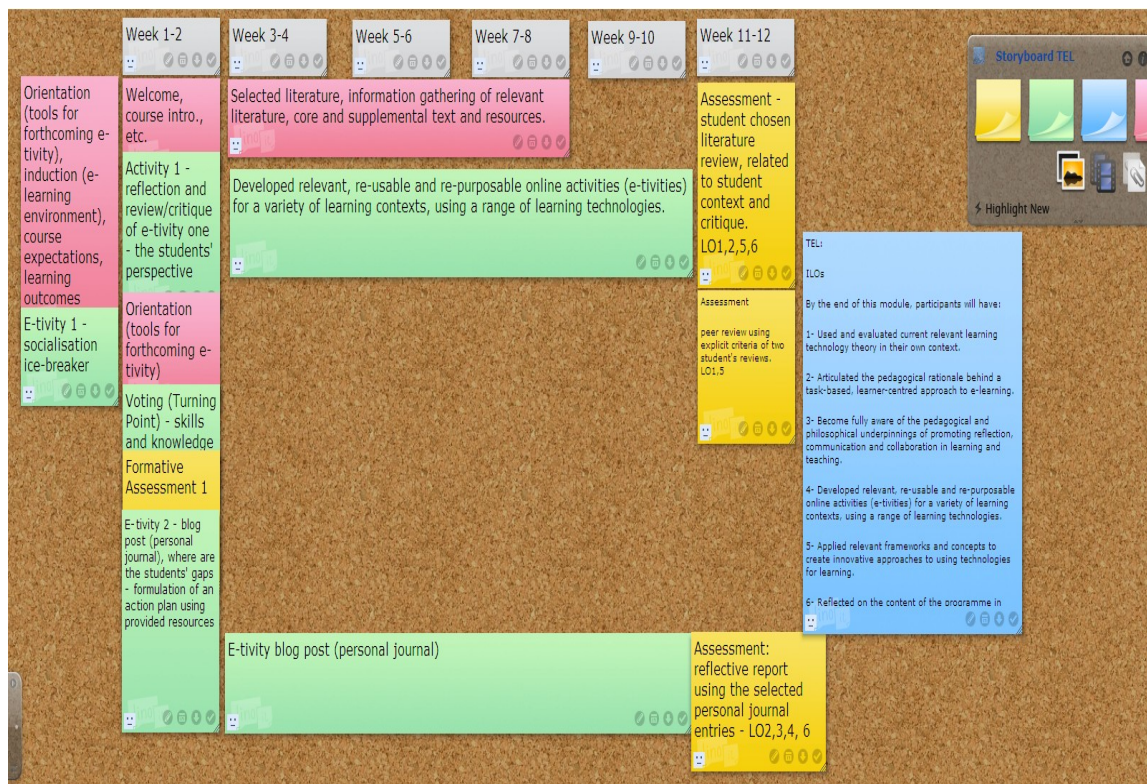 Week 1-2
Week 3-4
Week 5-6
Week 7-8
Week 9-10
Week 11-12
Storyboard TEL
Highlight New
Orientation
(tools for
forthcoming e-
tivity),
induction (e-
learning
environment),
course
expectations,
learning
outcomes
E-tivity 1 -
socialisation
ice-breaker
Welcome,
course intro.,
etc.
Activity 1 -
reflection and
review/critique
of e-tivity one
- the students'
perspective
Orientation
(tools for
forthcoming e-
tivity)
Voting (Turning
Point) - skills
and knowledge
Formative
Assessment 1
E-tivity 2 - blog
post (personal
journal), where are
the students' gaps
- formulation of an
action plan using
provided resources
Selected literature, information gathering of relevant
literature, core and supplemental text and resources.
Developed relevant, re-usable and re-purposable online activities (e-tivities)
for a variety of learning contexts, using a range of learning technologies.
E-tivity blog post (personal journal)
Assessment -
student chosen
literature
review, related
to student
context and
critique.
LO1,2,5,6
Assessment
peer review using
explicit criteria of two
student's reviews.
LO1,5
Assessment:
reflective report
using the selected
personal journal
entries - LO2,3,4, 6
TEL:
ILOs
By the end of this module, participants will have:
1- Used and evaluated current relevant learning
technology theory in their own context.
2- Articulated the pedagogical rationale behind a
task-based, learner-centred approach to e-learning.
3- Become fully aware of the pedagogical and
philosophical underpinnings of promoting reflection,
communication and collaboration in learning and
teaching.
4- Developed relevant, re-usable and re-purposable
online activities (e-tivities) for a variety of learning
contexts, using a range of learning technologies.
5- Applied relevant frameworks and concepts to
create innovative approaches to using technologies
for learning.
6- Reflected on the content of the programme in